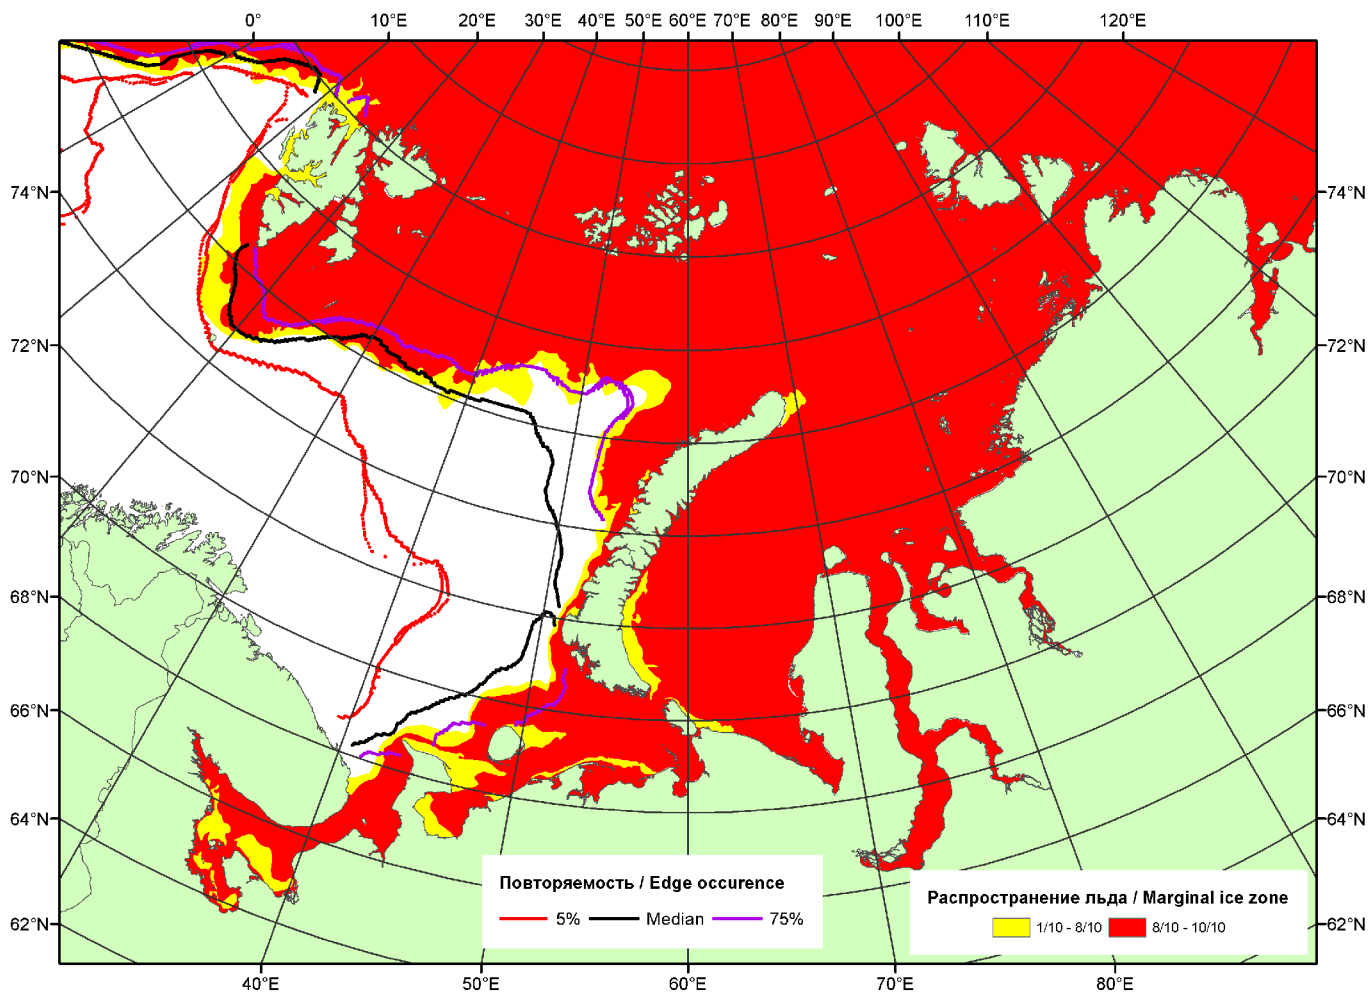 0° 10°E 20°E 30°E 40°E 50°E 60°E 70°E 80°E 90°E 100°E 110°E 120°E
74°N 74°N
72°N 72°N
70°N 70°N
68°N 68°N
66°N 66°N
64°N 64°N
62°N 62°N
Повторяемость / Edge occurence
5% Median 75%
Распространение льда / Marginal ice zone
1/10 - 8/10 8/10 - 10/10
40°E 50°E 60°E 70°E 80°E